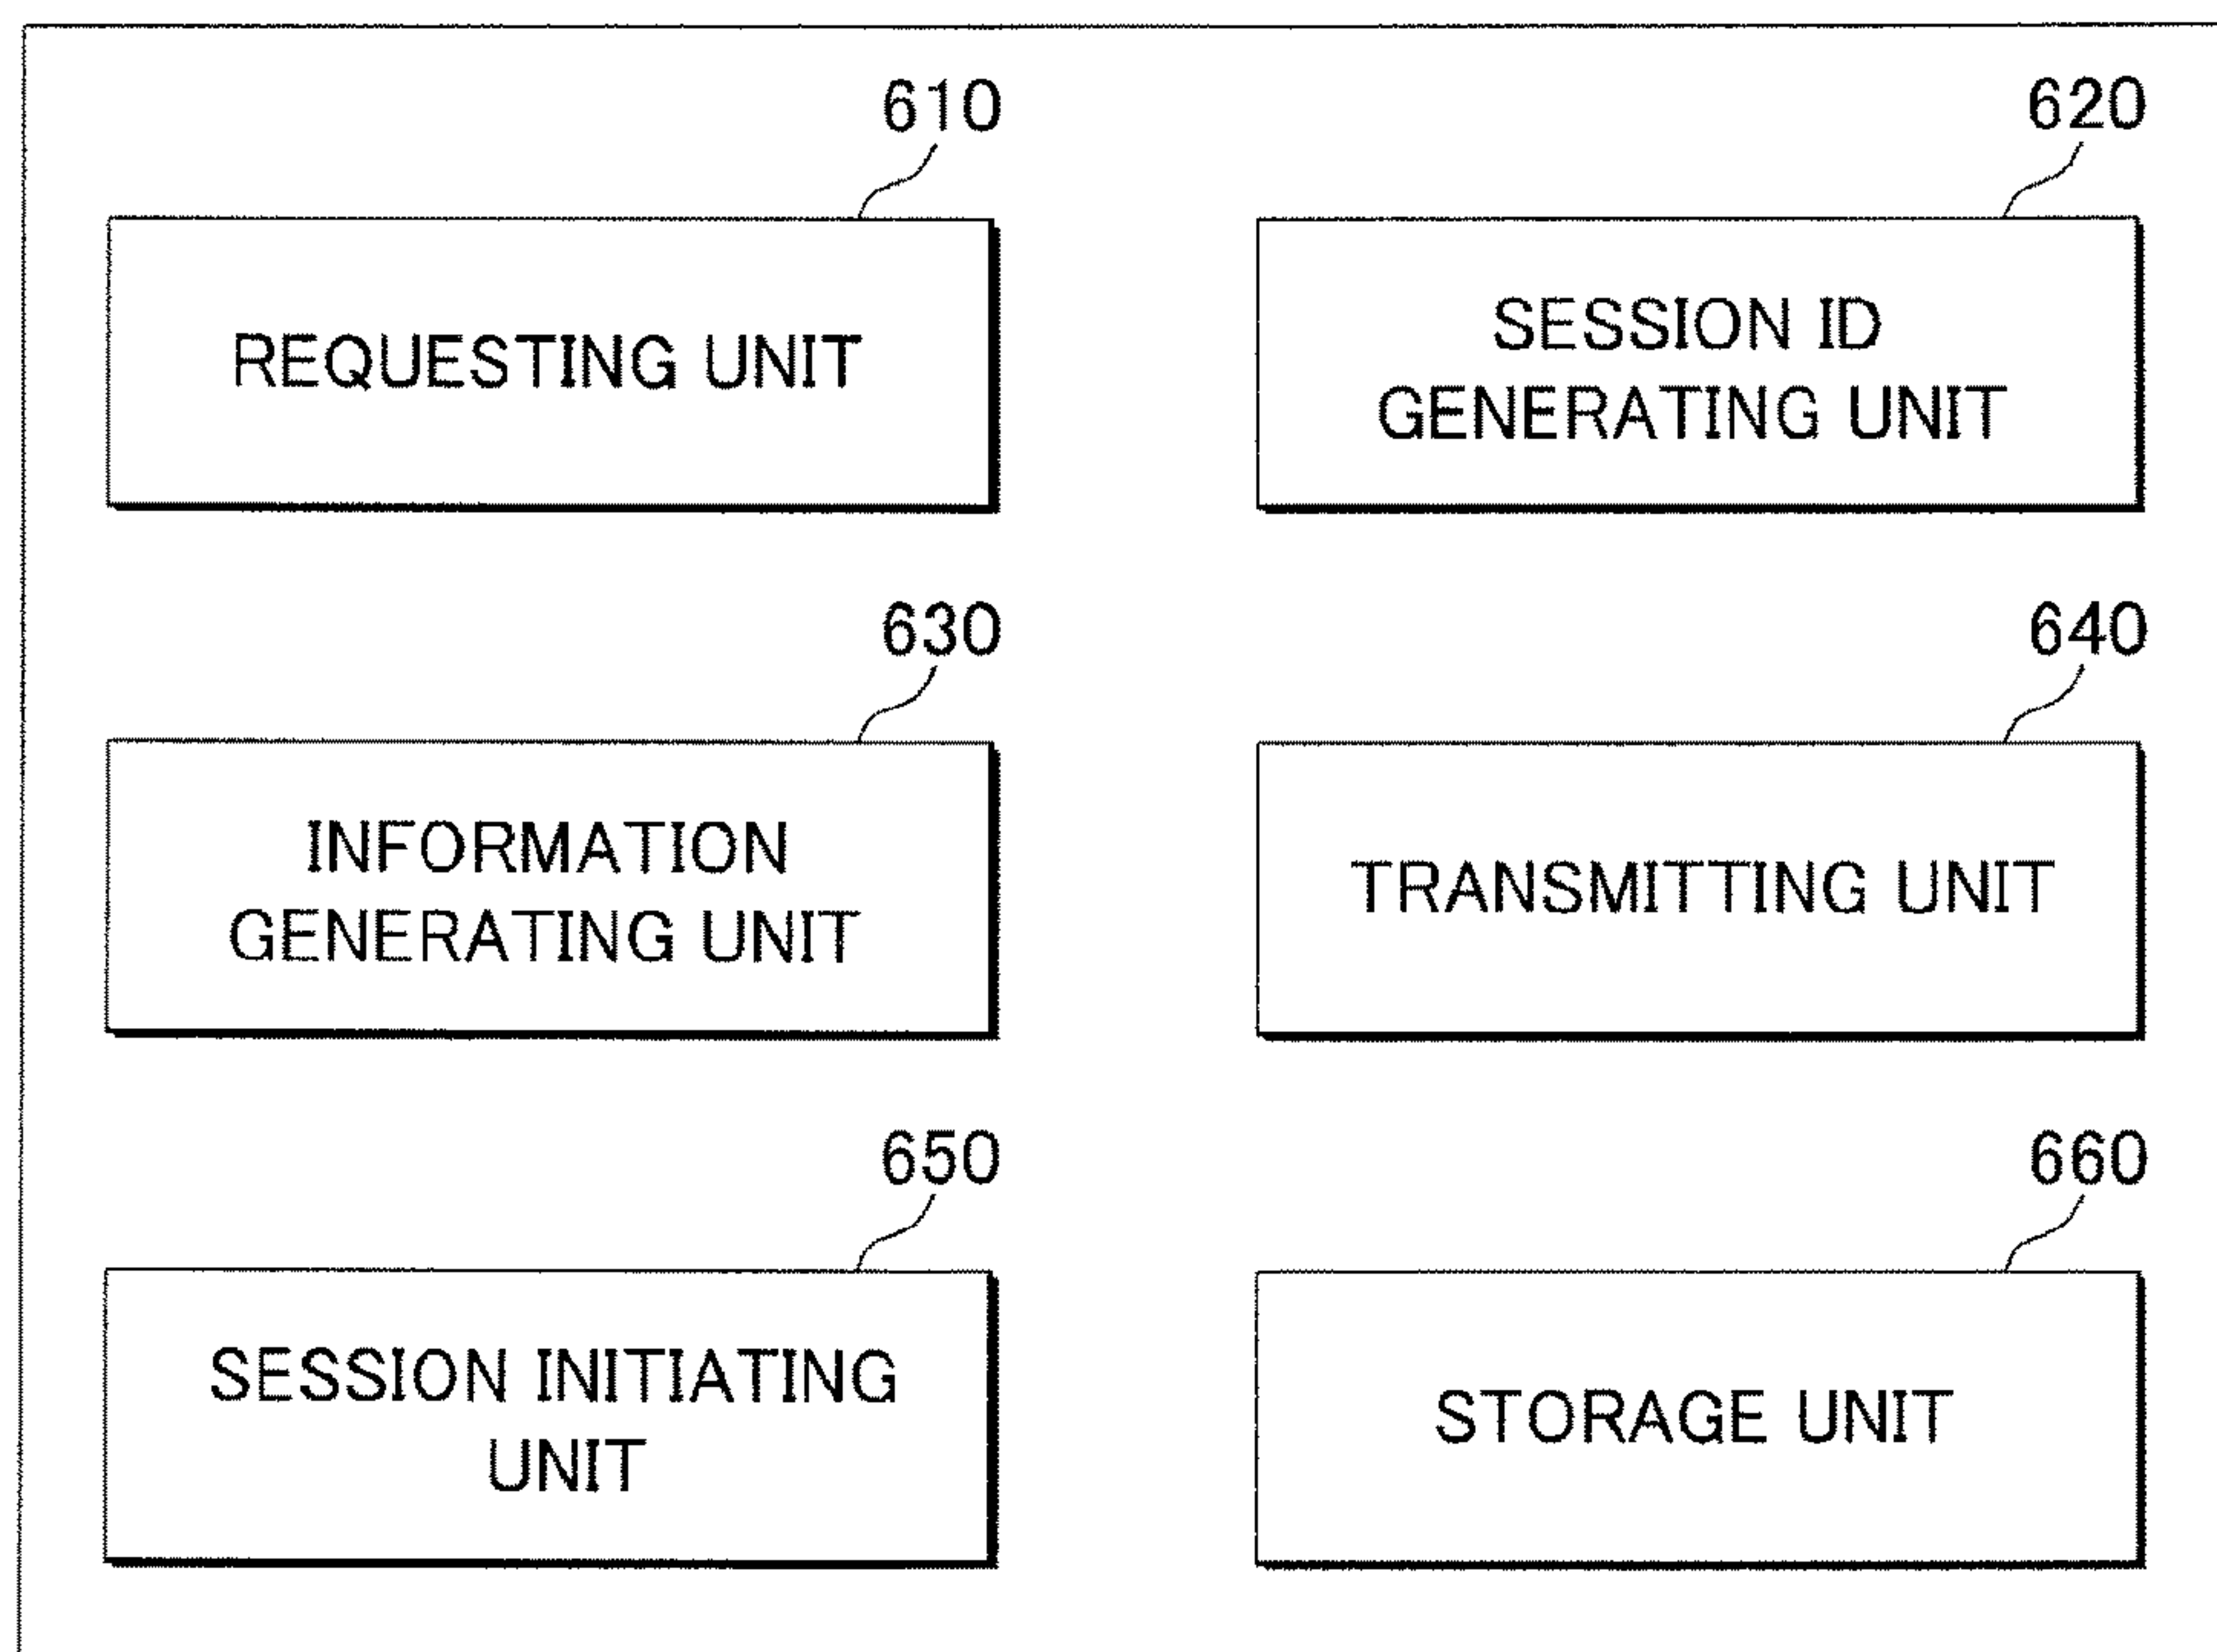 610
620
REQUESTING UNIT
SESSION ID
GENERATING UNIT
630
640
INFORMATION
GENERATING UNIT
TRANSMITTING UNIT
650
660
SESSION INITIATING
UNIT
STORAGE UNIT